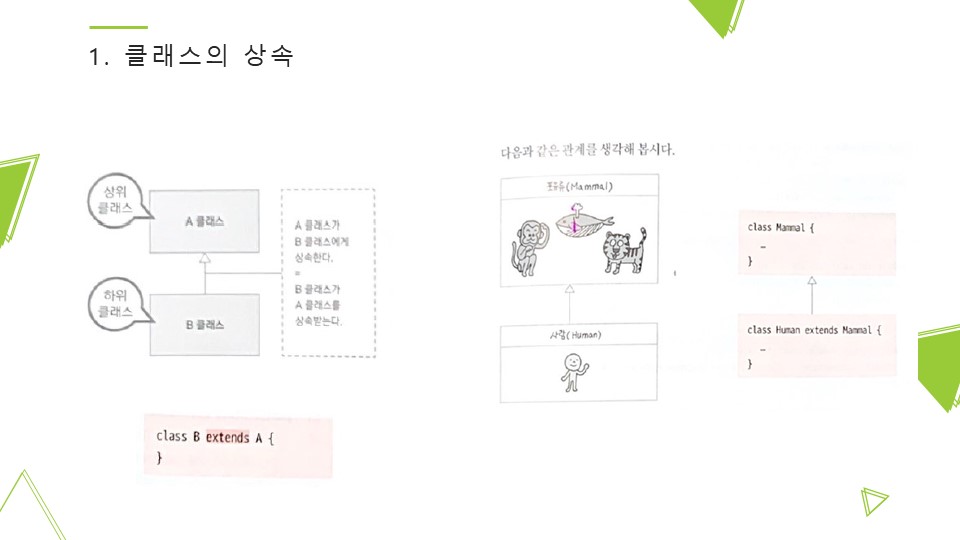 1. 클래스의 상속
상위
클래스
A 클래스
하위
클래스
B 클래스
A 클래스가
B 클래스에게
상속한다.
=
B 클래스가
A 클래스를
상속받는다.
class B extends A {
}
다음과 같은 관계를 생각해 봅시다.
포유류(Mammal)
사람(Human)
class Mammal {
…
}
class Human extends Mammal {
…
}